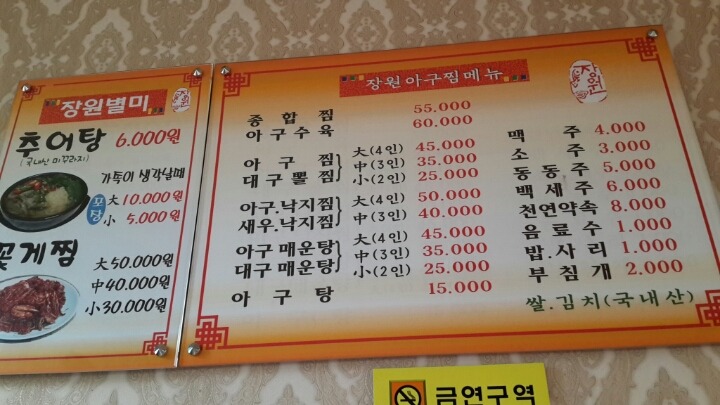 장원별미
추어탕 6.000원
(국내산 미꾸라지)
가족이 생각날때
포장 大 10.000원
小 5.000원
꽃게찜
大 50.000원
中 40.000원
小 30.000원
장원 아구찜 메뉴
장원
종합찜 55.000
아구수육 60.000
아구찜 대구뽈찜 大(4인) 45.000
中(3인) 35.000
小(2인) 25.000
아구.낙지찜 大(4인) 50.000
새우.낙지찜 中(3인) 40.000
아구 매운탕 대구 매운탕 大(4인) 45.000
中(3인) 35.000
小(2인) 25.000
아구탕 15.000
맥주 4.000
소주 3.000
동동주 5.000
백세주 6.000
천연약속 8.000
음료수 1.000
밥.사리 1.000
부침개 2.000
쌀.김치(국내산)
금연구역